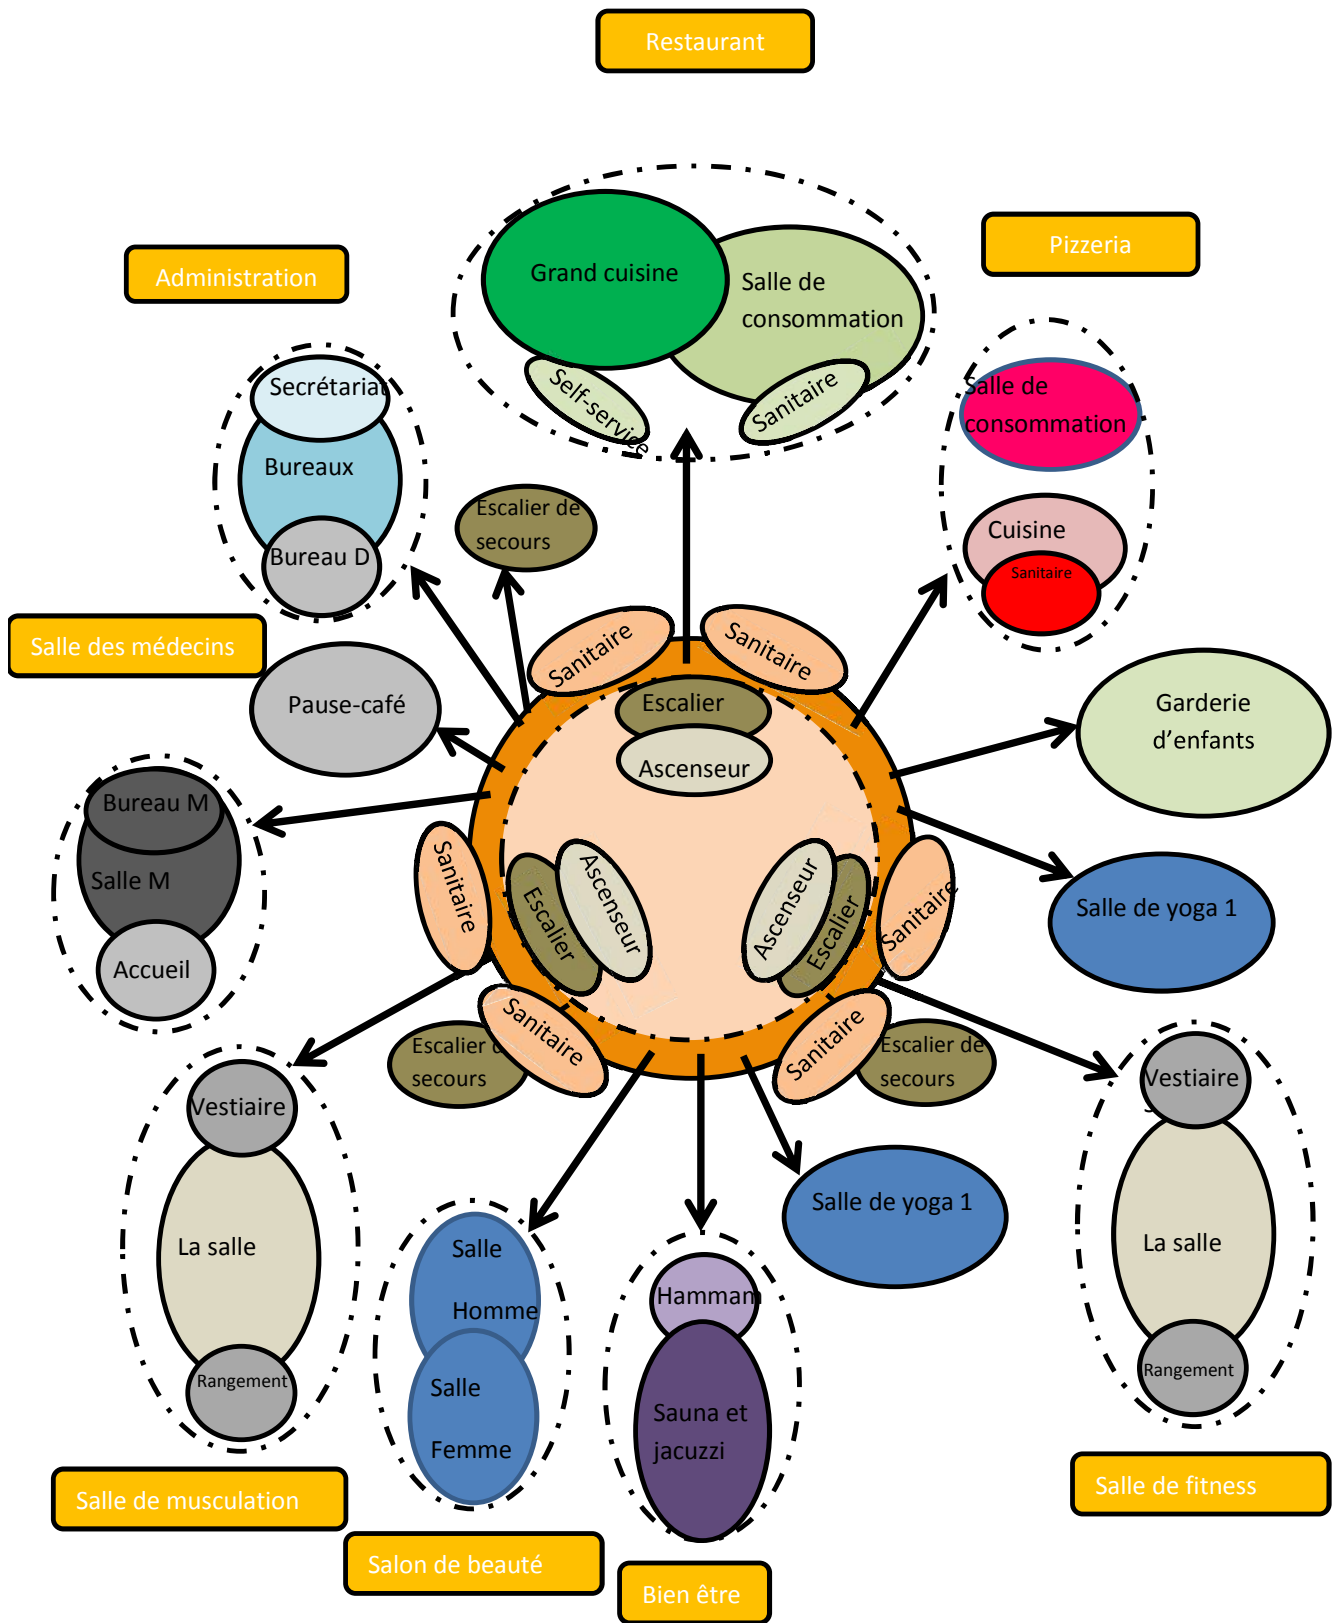 Restaurant
Pizzeria
Administration
Grand cuisine
Salle de
consommation
Self-service
Sanitaire
Salle de
consommation
Cuisine
Sanitaire
Secrétariat
Bureaux
Bureau D
Escalier de
secours
Salle des médecins
Pause-café
Sanitaire
Sanitaire
Escalier
Ascenseur
Garderie
d’enfants
Bureau M
Salle M
Accueil
Sanitaire
Escalier
Ascenseur
Ascenseur
Escalier
Sanitaire
Salle de yoga 1
Escalier de
secours
Sanitaire
Sanitaire
Escalier de
secours
Vestiaire
La salle
Rangement
Salle
Homme
Salle
Femme
Hammam
Sauna et
jacuzzi
Salle de yoga 1
Vestiaire
La salle
Rangement
Salle de musculation
Salon de beauté
Bien être
Salle de fitness